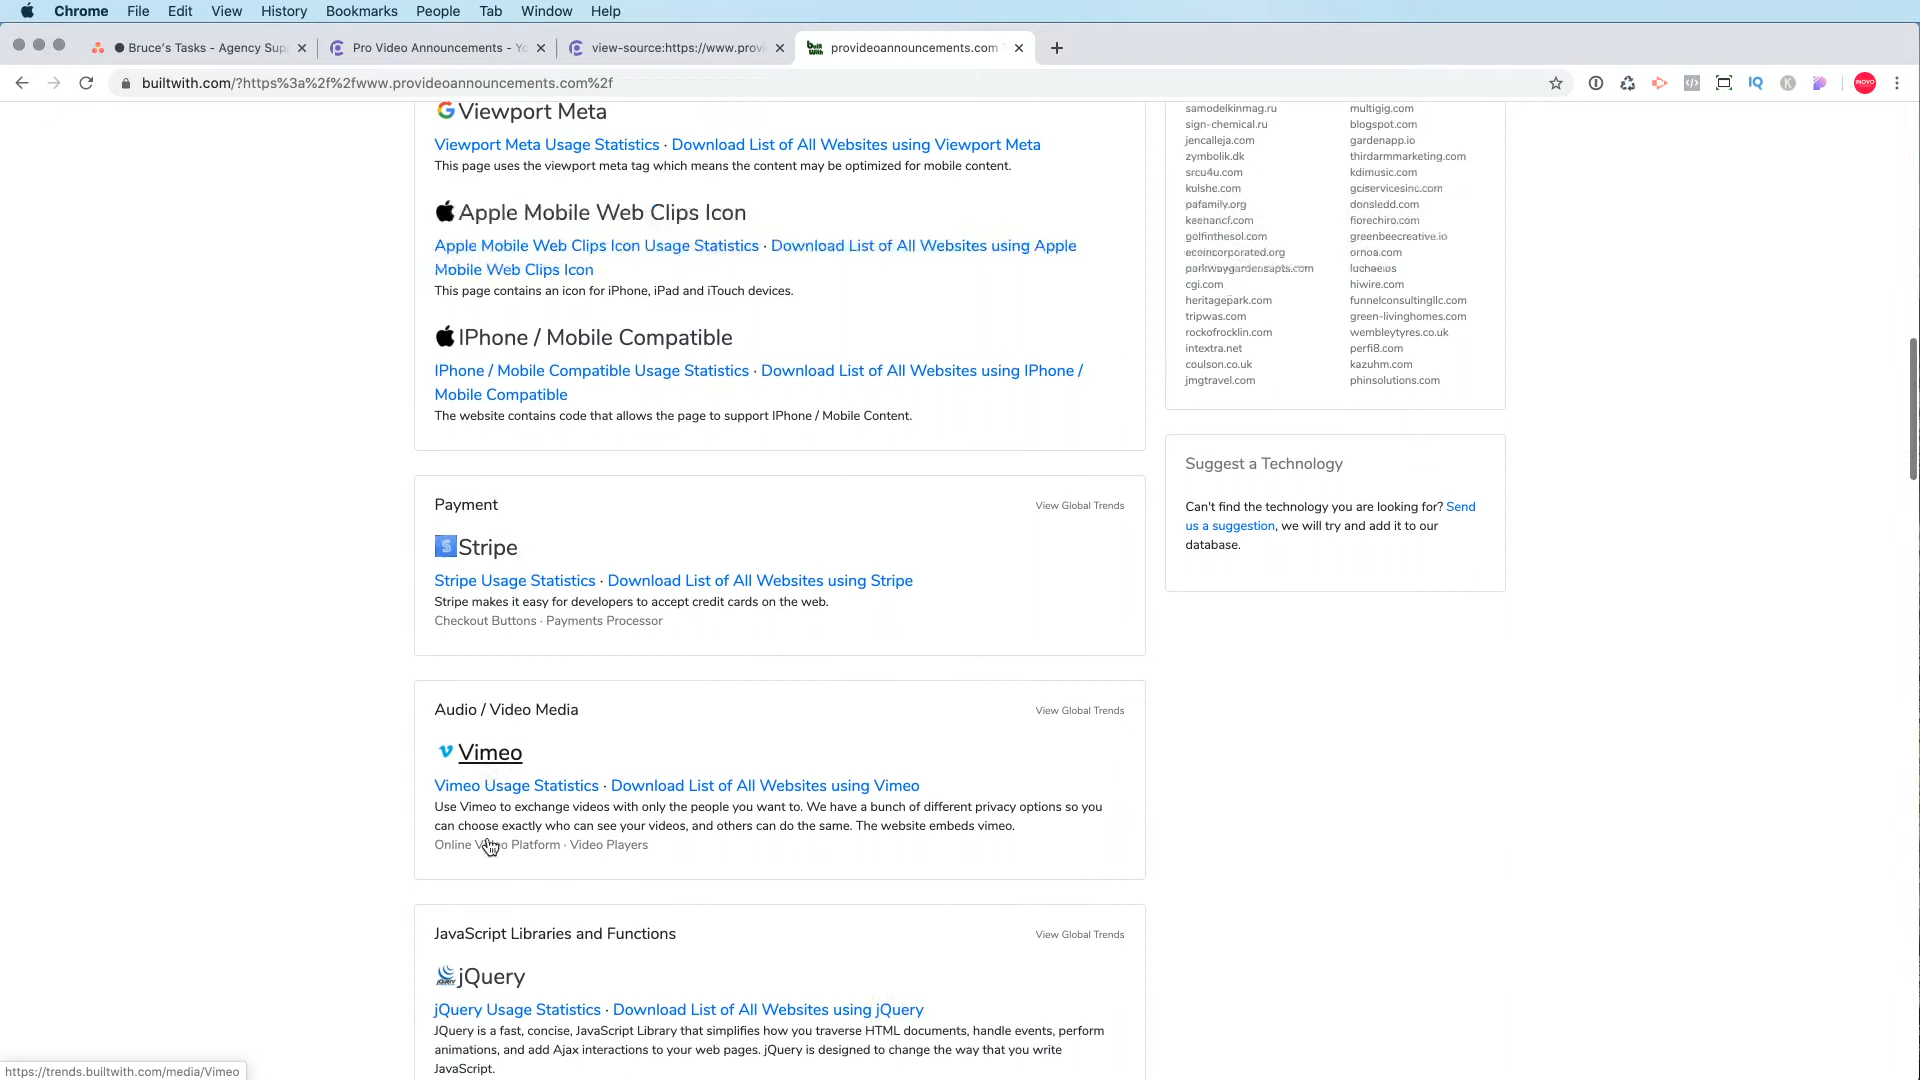 Chrome File Edit View History Bookmarks People Tab Window Help
Bruce's Tasks - Agency Sup
Pro Video Announcements - Yo
view-source:https://www.provi
provideoannouncements.com
builtwith.com/?https%3a%2f%2fwww.provideoannouncements.com%2f
Viewport Meta
Viewport Meta Usage Statistics · Download List of All Websites using Viewport Meta
This page uses the viewport meta tag which means the content may be optimized for mobile content.
Apple Mobile Web Clips Icon
Apple Mobile Web Clips Icon Usage Statistics · Download List of All Websites using Apple
Mobile Web Clips Icon
This page contains an icon for iPhone, iPad and iTouch devices.
IPhone / Mobile Compatible
IPhone / Mobile Compatible Usage Statistics · Download List of All Websites using IPhone /
Mobile Compatible
The website contains code that allows the page to support IPhone / Mobile Content.
Payment
View Global Trends
Stripe
Stripe Usage Statistics · Download List of All Websites using Stripe
Stripe makes it easy for developers to accept credit cards on the web.
Checkout Buttons · Payments Processor
Audio / Video Media
View Global Trends
Vimeo
Vimeo Usage Statistics · Download List of All Websites using Vimeo
Use Vimeo to exchange videos with only the people you want to. We have a bunch of different privacy options so you
can choose exactly who can see your videos, and others can do the same. The website embeds vimeo.
Online Video Platform · Video Players
JavaScript Libraries and Functions
View Global Trends
jQuery
jQuery Usage Statistics · Download List of All Websites using jQuery
JQuery is a fast, concise, JavaScript Library that simplifies how you traverse HTML documents, handle events, perform
animations, and add Ajax interactions to your web pages. jQuery is designed to change the way that you write
JavaScript.
samodelkinmag.ru multigig.com
sign-chemical.ru blogspot.com
jencalleja.com gardenapp.io
zymbolik.dk thirdarmmarketing.com
srcu4u.com kdimusic.com
kulshe.com gciservicesinc.com
pafamily.org donsledd.com
keenancf.com fiorechiro.com
golfinthesol.com greenbeecreative.io
ecoincorporated.org ornoa.com
parkwaygardensapts.com luchae.us
cgi.com hiwire.com
heritagepark.com funnelconsultingllc.com
tripwas.com green-livinghomes.com
rockofrocklin.com wembleytyres.co.uk
intextra.net perfi8.com
coulson.co.uk kazuhm.com
jmgtravel.com phinsolutions.com
Suggest a Technology
Can't find the technology you are looking for? Send
us a suggestion, we will try and add it to our
database.
https://trends.builtwith.com/media/Vimeo